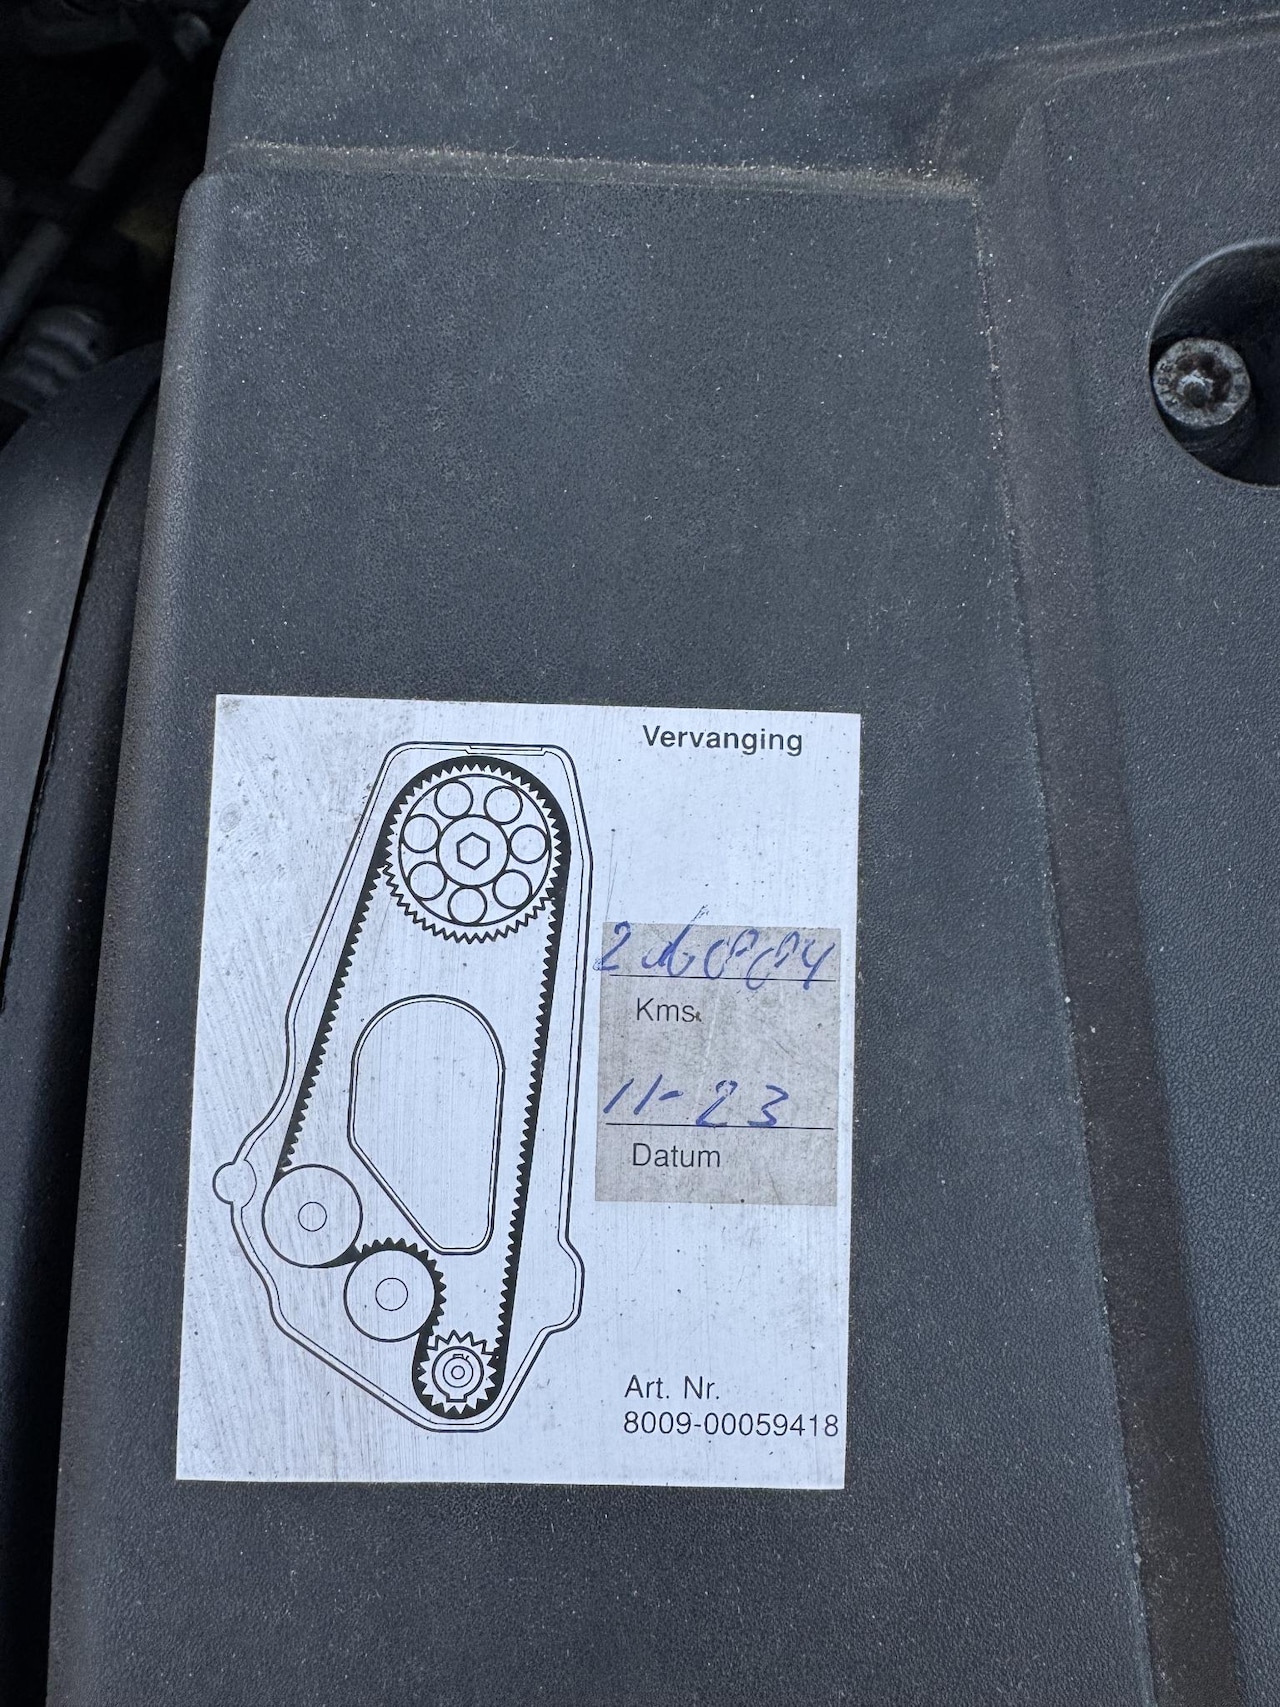 Vervanging
Kms.
11-23
Datum
Art. Nr.
8009-00059418